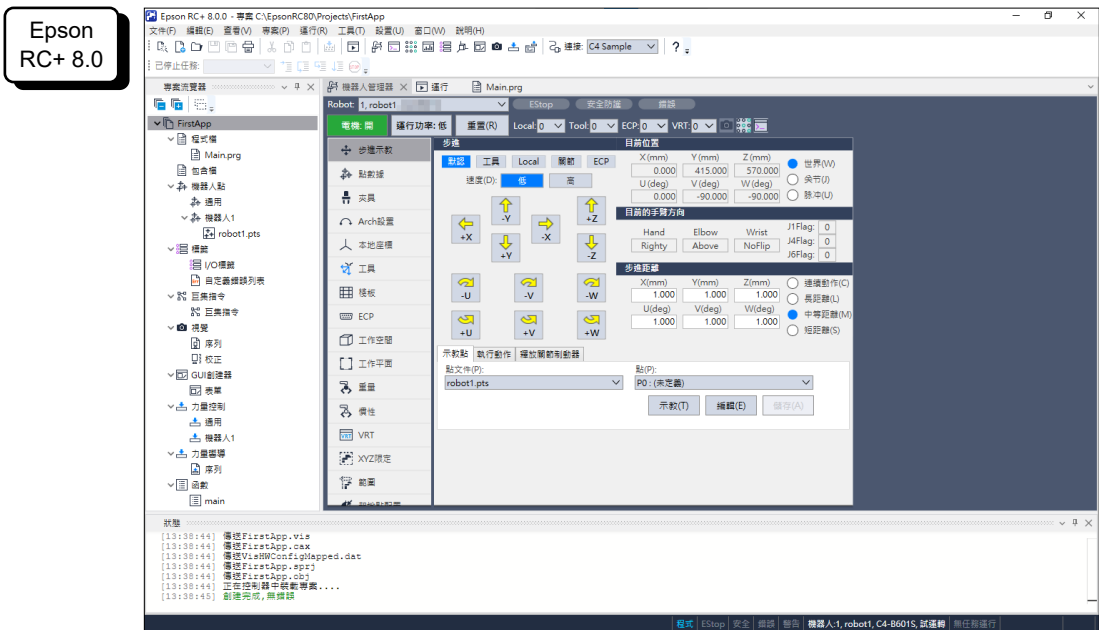 Epson
RC+ 8.0
Epson RC+ 8.0.0 - 專案 C:\EpsonRC80\Projects\FirstApp
文件(F) 編輯(E) 查看(V) 專案(P) 運行(R) 工具(T) 設置(U) 窗口(W) 說明(H)
連接: C4 Sample
?
已停止任務:
專案流覽器
機器人管理器
運行
Main.prg
FirstApp
程式檔
Main.prg
包含檔
機器人點
通用
機器人1
robot1.pts
標籤
I/O標籤
自定義錯誤列表
巨集指令
巨集指令
視覺
序列
校正
GUI創建器
表單
力量控制
通用
機器人1
力量嚮導
序列
函數
main
Robot: 1, robot1
EStop 安全防護 錯誤
電機: 開 運行功率: 低 重置(R) Local: 0 Tool: 0 ECP: 0 VRT: 0
步進示教
點數據
夾具
Arch設置
本地座標
工具
棧板
ECP
工作空間
工作平面
重量
慣性
VRT
XYZ限定
範圍
步進
默認 工具 Local 關節 ECP
速度(D): 低 高
-Y +Z
+X -X
+Y -Z
-U -V -W
+U +V +W
目前位置
X (mm) Y (mm) Z (mm)
0.000 415.000 570.000
U (deg) V (deg) W (deg)
0.000 -90.000 -90.000
世界(W)
关节(J)
脉冲(U)
目前的手臂方向
Hand Elbow Wrist
Righty Above NoFlip
J1Flag: 0
J4Flag: 0
J6Flag: 0
步進距離
X(mm) Y(mm) Z(mm)
1.000 1.000 1.000
U(deg) V(deg) W(deg)
1.000 1.000 1.000
連續動作(C)
長距離(L)
中等距離(M)
短距離(S)
示教點 執行動作 釋放關節制動器
點文件(P): 點(P):
robot1.pts P0 : (未定義)
示教(T) 編輯(E) 儲存(A)
狀態
[13:38:44] 傳送FirstApp.vis
[13:38:44] 傳送FirstApp.cax
[13:38:44] 傳送VisHWConfigMapped.dat
[13:38:44] 傳送FirstApp.sprj
[13:38:44] 傳送FirstApp.obj
[13:38:44] 正在控制器中裝載專案....
[13:38:45] 創建完成,無錯誤
程式 EStop 安全 錯誤 警告 機器人:1, robot1, C4-B601S, 試運轉 無任務運行